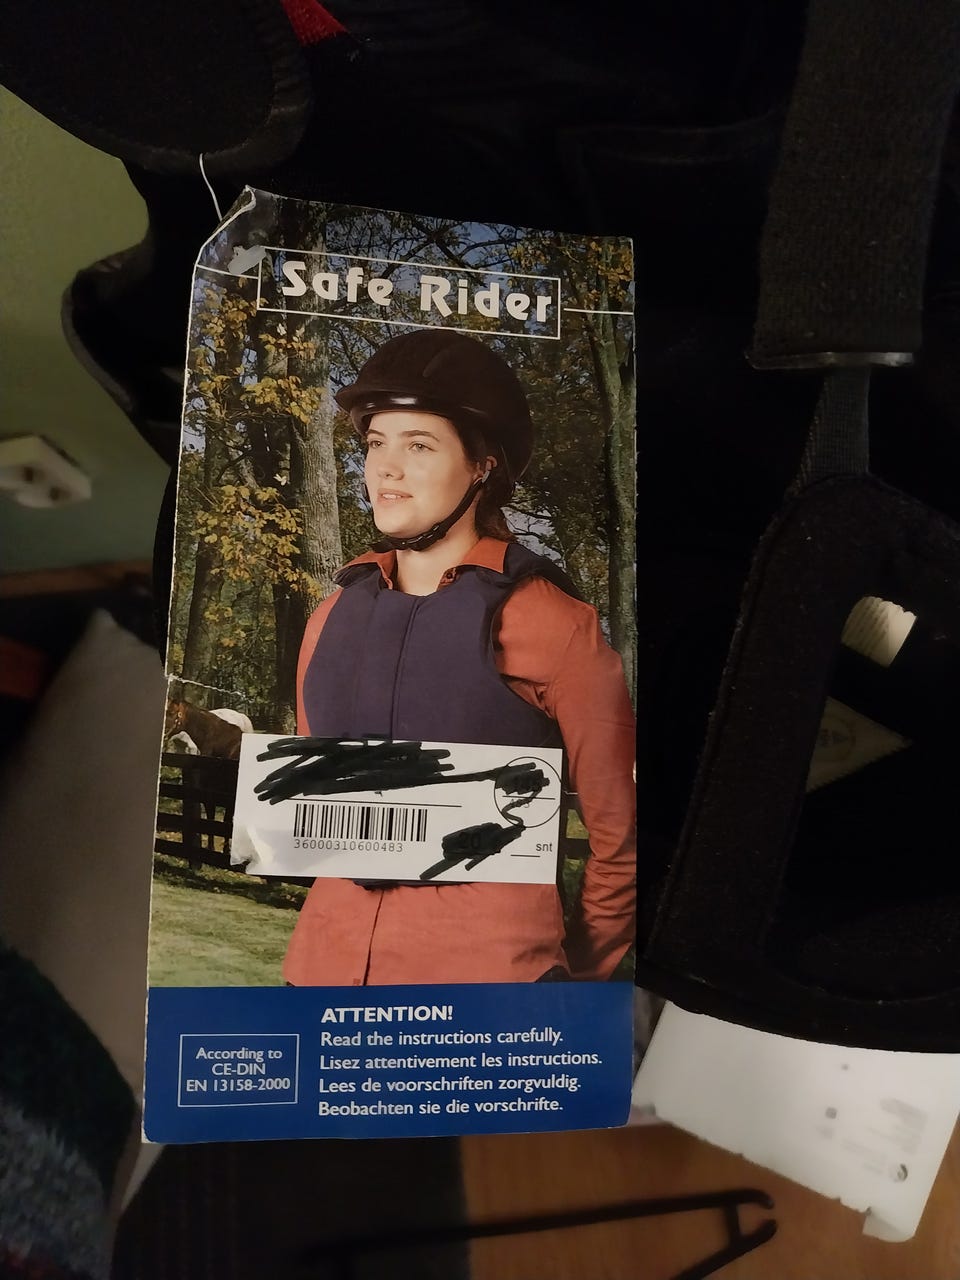 Safe Rider
36000310600483
snt
ATTENTION!
Read the instructions carefully.
Lisez attentivement les instructions.
Lees de voorschriften zorgvuldig.
Beobachten sie die vorschrifte.
According to
CE-DIN
EN 13158-2000